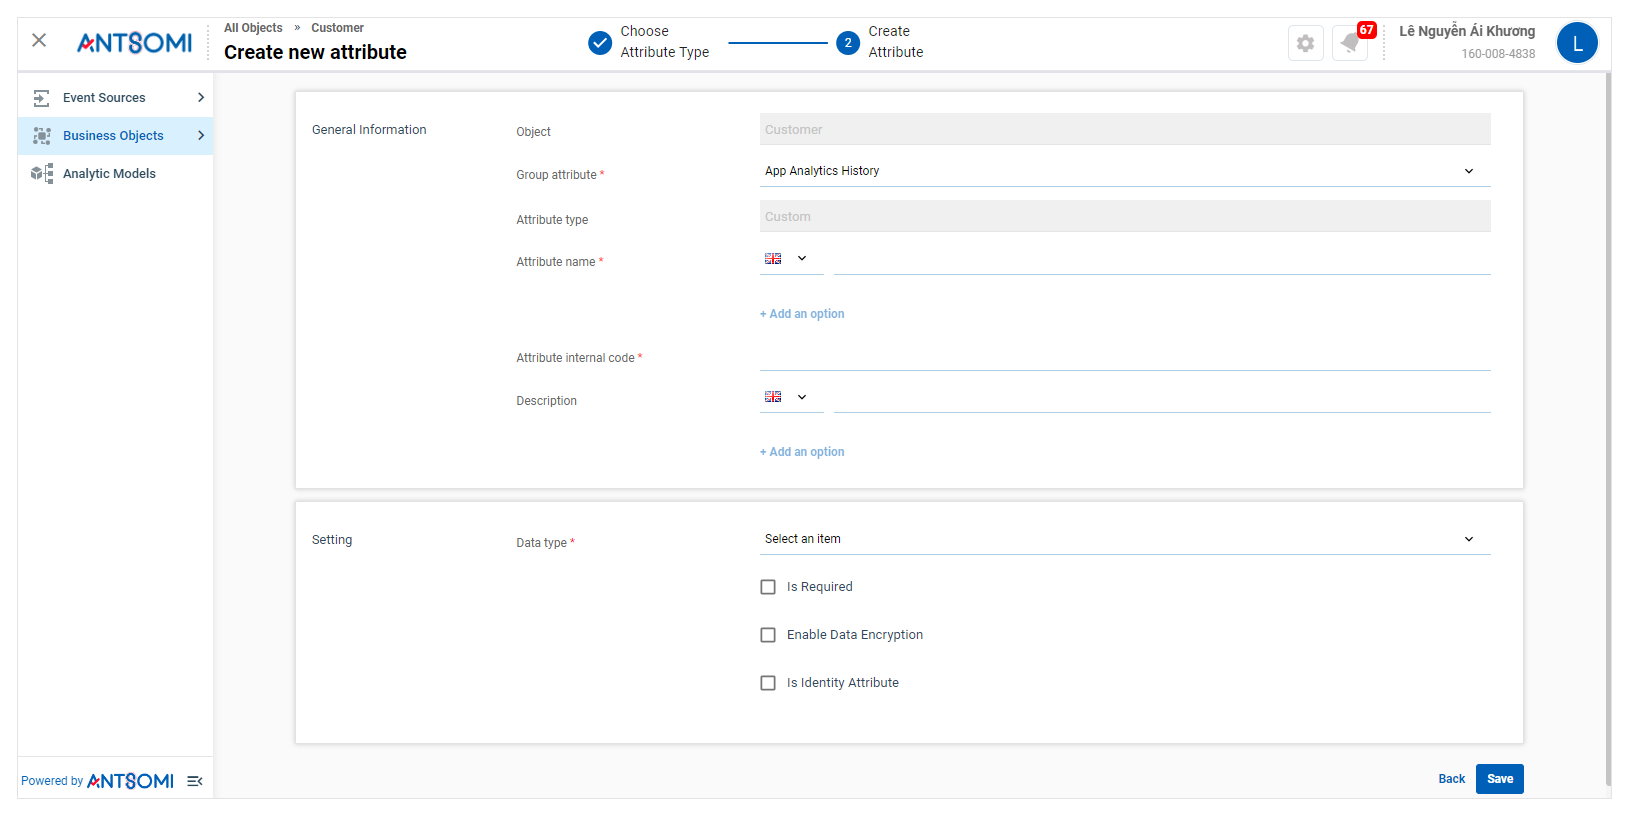 ANTSOMI
All Objects » Customer
Create new attribute
Choose
Attribute Type
2
Create
Attribute
67
Lê Nguyễn Ái Khương
160-008-4838
L
Event Sources
Business Objects
Analytic Models
General Information
Object
Customer
Group attribute *
App Analytics History
Attribute type
Custom
Attribute name *
+ Add an option
Attribute internal code *
Description
+ Add an option
Setting
Data type *
Select an item
Is Required
Enable Data Encryption
Is Identity Attribute
Powered by ANTSOMI
Back
Save